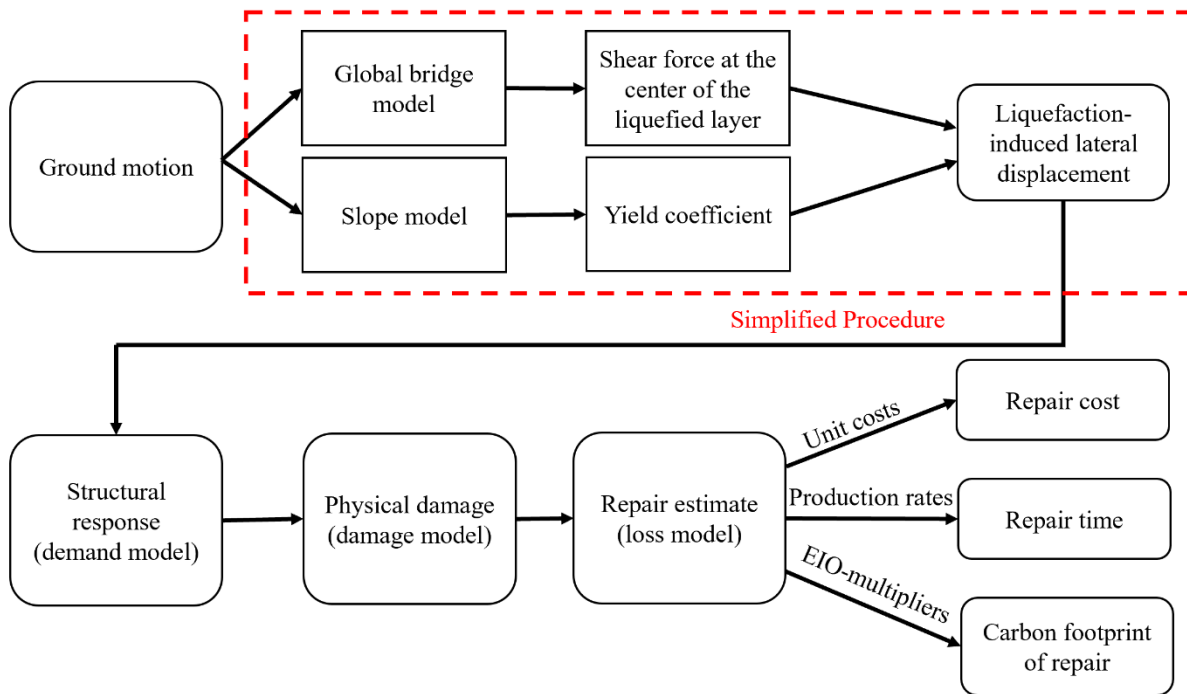 Ground motion
Global bridge
model
Shear force at the
center of the
liquefied layer
Slope model
Yield coefficient
Liquefaction-
induced lateral
displacement
Simplified Procedure
Structural
response
(demand model)
Physical damage
(damage model)
Repair estimate
(loss model)
Unit costs
Repair cost
Production rates
Repair time
EIO-multipliers
Carbon footprint
of repair